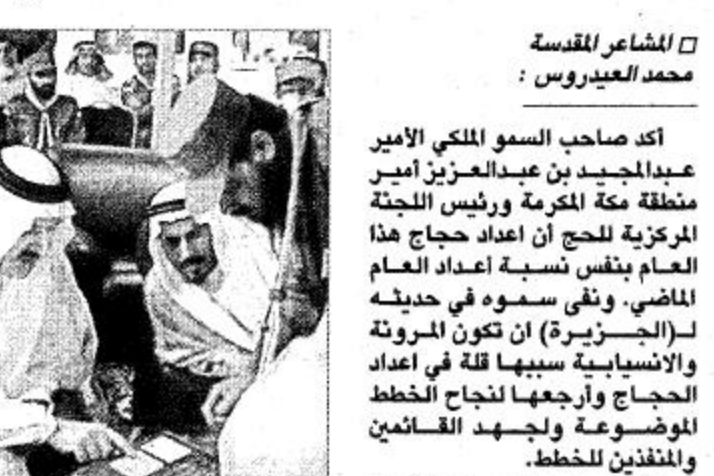 □ المشاعر المقدسة
محمد العيدروس :
أكد صاحب السمو الملكي الأمير
عبدالمجيد بن عبدالعزيز أمير
منطقة مكة المكرمة ورئيس اللجنة
المركزية للحج أن اعداد حجاج هذا
العام بنفس نسبة أعداد العام
الماضي. ونفى سموه في حديثه
لـ(الجزيرة) ان تكون المرونة
والانسيابية سببها قلة في اعداد
الحجاج وأرجعها لنجاح الخطط
الموضوعة ولجهد القائمين
والمنفذين للخطط.